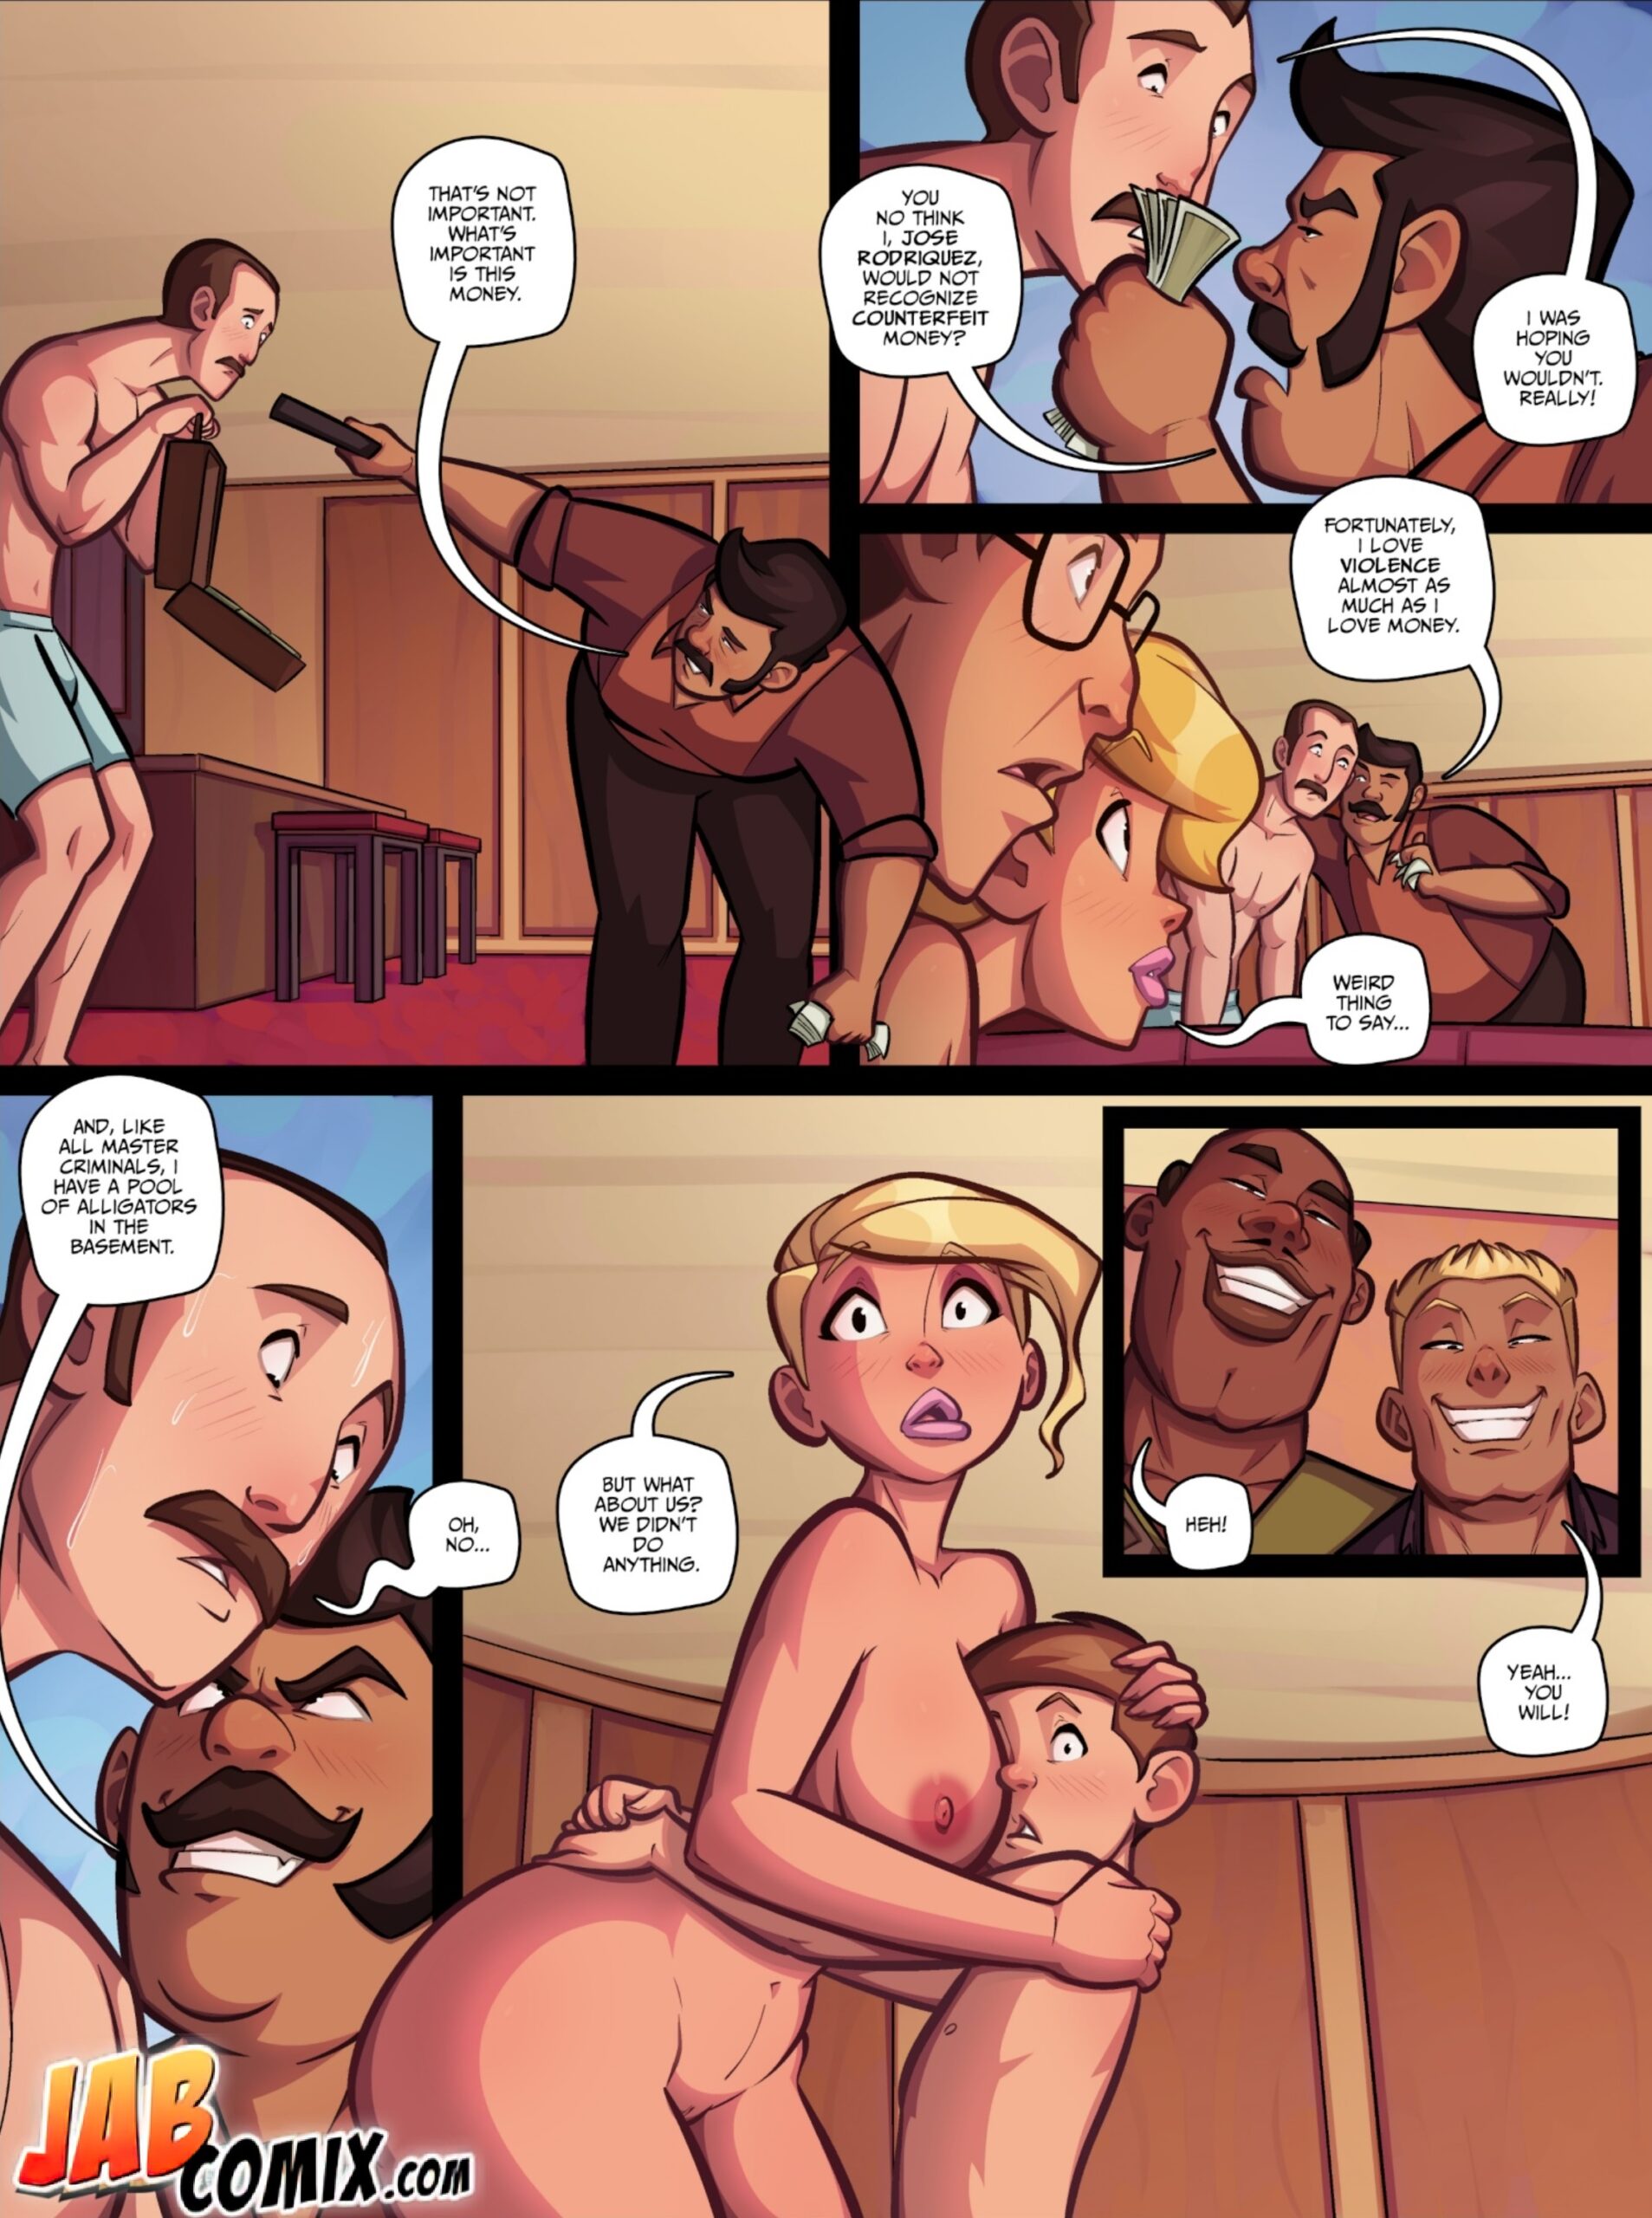 THAT'S NOT
IMPORTANT.
WHAT'S
IMPORTANT
IS THIS
MONEY.
YOU
NO THINK
I, JOSE
RODRIQUEZ,
WOULD NOT
RECOGNIZE
COUNTERFEIT
MONEY?
I WAS
HOPING
YOU
WOULDN'T.
REALLY!
FORTUNATELY,
I LOVE
VIOLENCE
ALMOST AS
MUCH AS I
LOVE MONEY.
WEIRD
THING
TO SAY...
AND, LIKE
ALL MASTER
CRIMINALS, I
HAVE A POOL
OF ALLIGATORS
IN THE
BASEMENT.
OH,
NO...
BUT WHAT
ABOUT US?
WE DIDN'T
DO
ANYTHING.
HEH!
YEAH...
YOU
WILL!
JAB
COMIX.COM